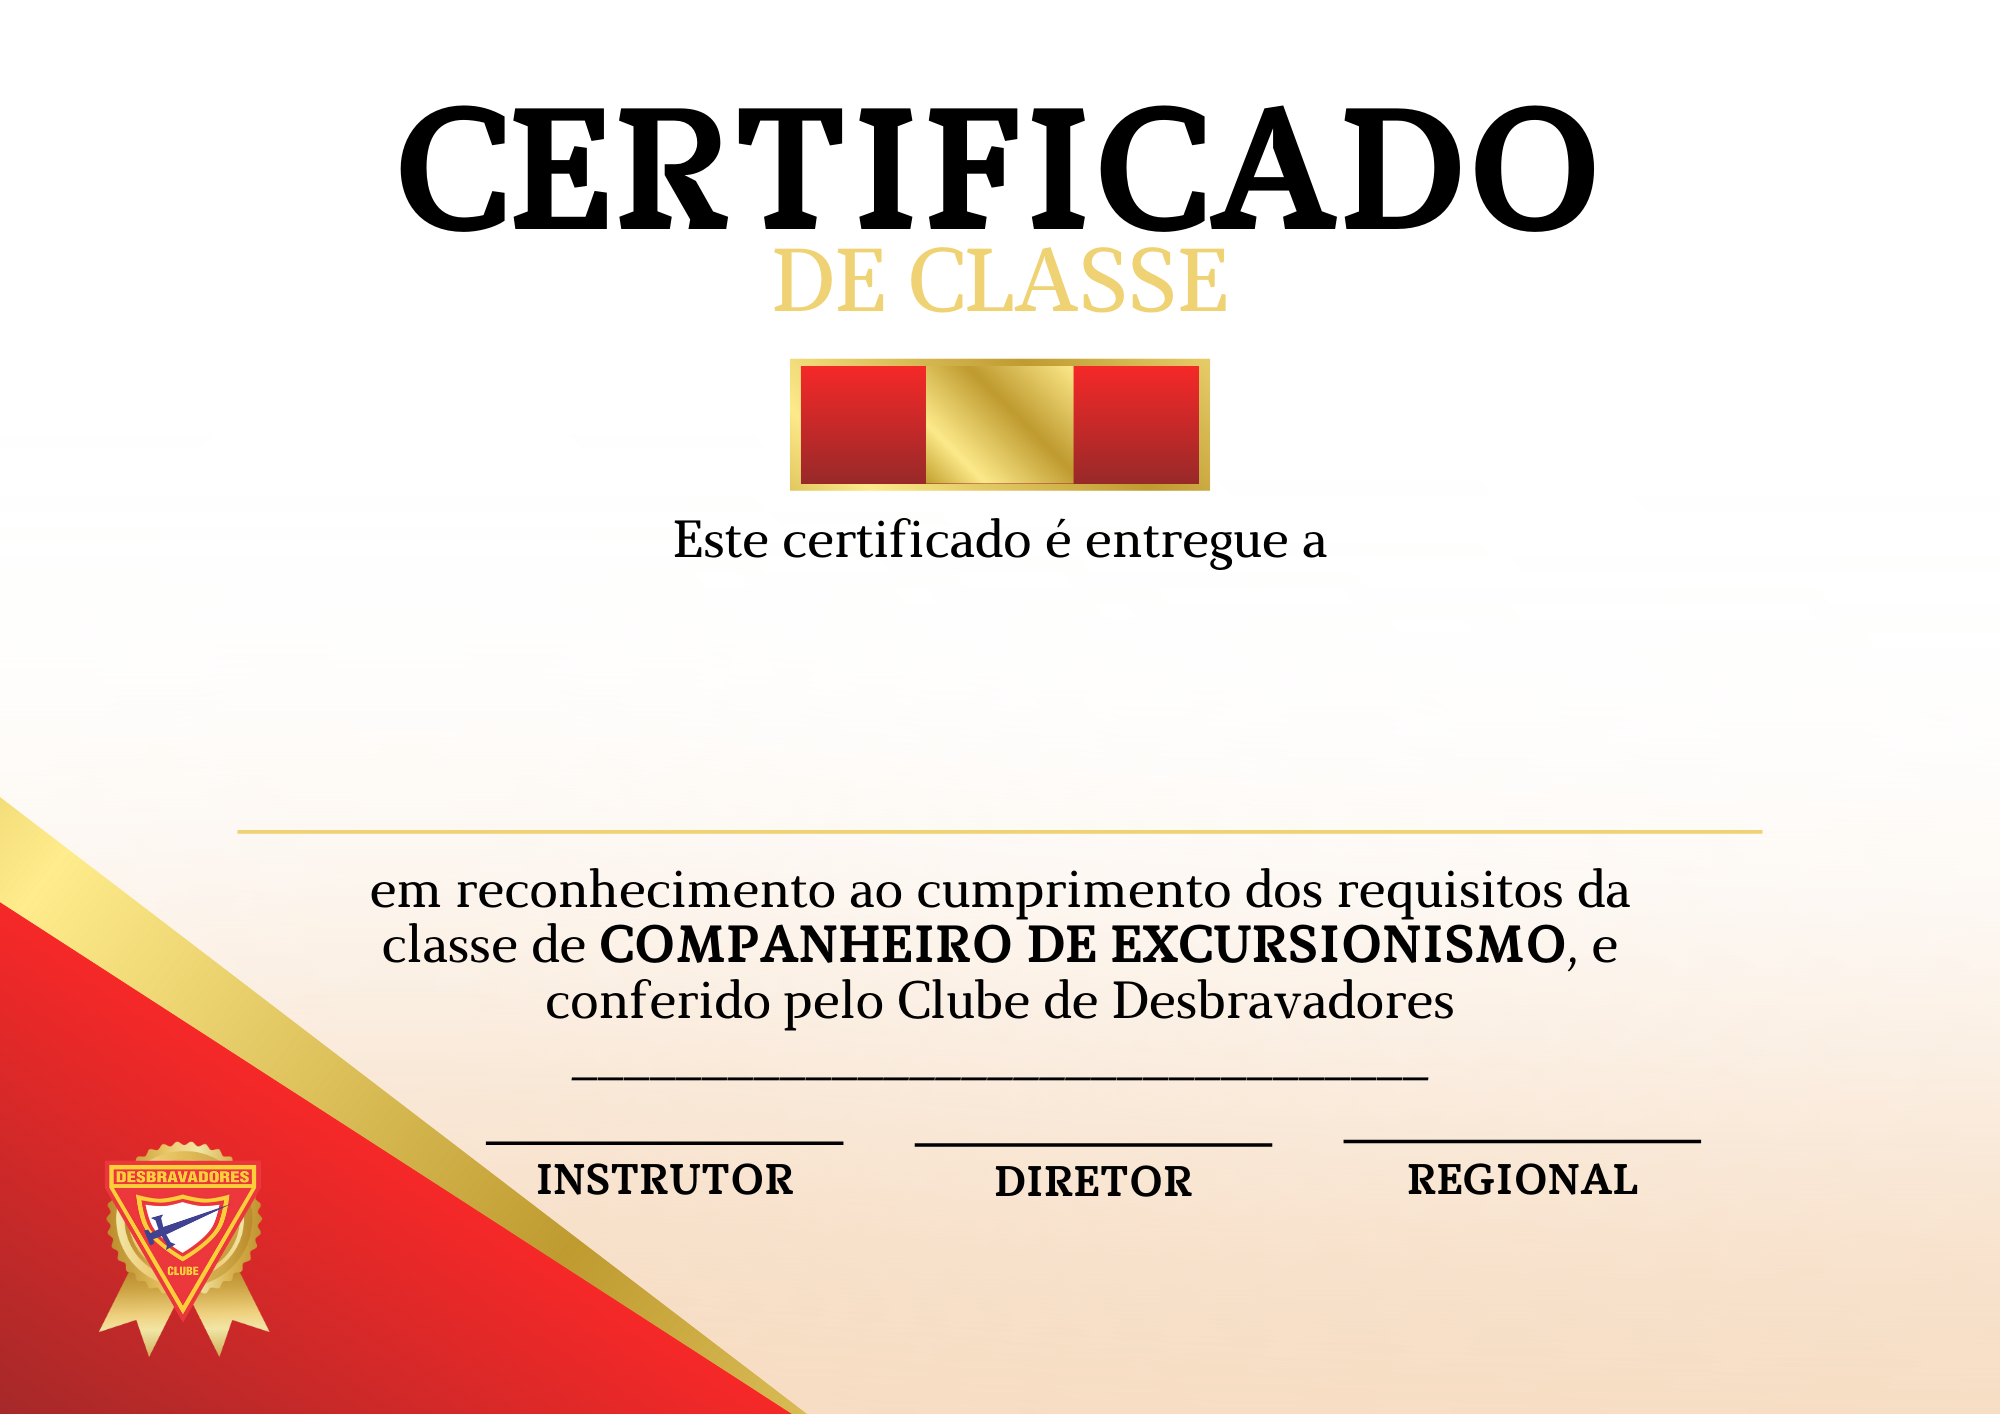 CERTIFICADO
DE CLASSE
Este certificado é entregue a
em reconhecimento ao cumprimento dos requisitos da
classe de COMPANHEIRO DE EXCURSIONISMO, e
conferido pelo Clube de Desbravadores
_________________________________
INSTRUTOR DIRETOR REGIONAL
DESBRAVADORES
CLUBE